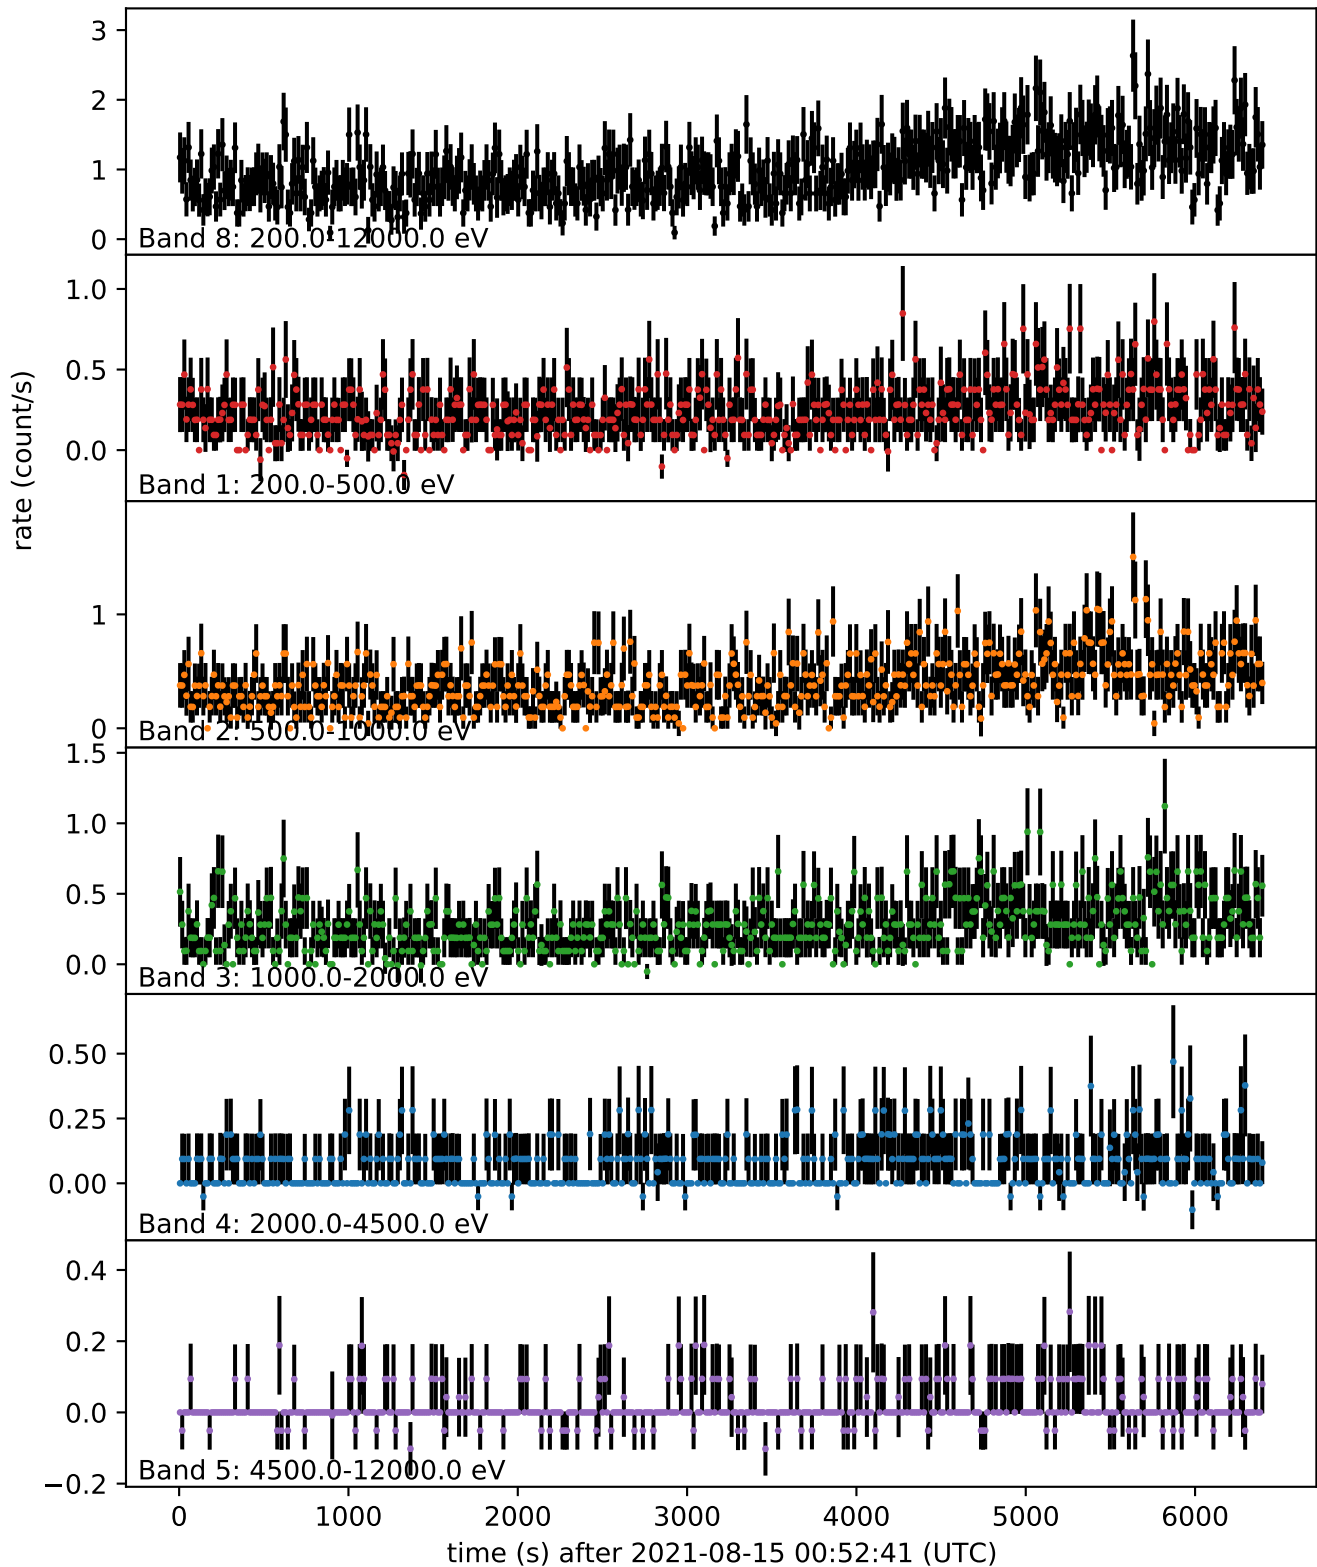 3
2
1
0
Band 8: 200.0-12000.0 eV
1.0
0.5
0.0
Band 1: 200.0-500.0 eV
rate (count/s)
1
0
Band 2: 500.0-1000.0 eV
1.5
1.0
0.5
0.0
Band 3: 1000.0-2000.0 eV
0.50
0.25
0.00
Band 4: 2000.0-4500.0 eV
0.4
0.2
0.0
−0.2
Band 5: 4500.0-12000.0 eV
0 1000 2000 3000 4000 5000 6000
time (s) after 2021-08-15 00:52:41 (UTC)